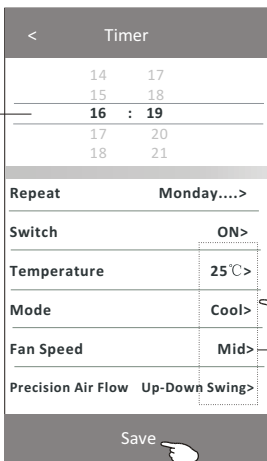 < Timer
14 17
15 18
16 : 19
17 20
18 21
Repeat Monday....>
Switch ON>
Temperature 25℃>
Mode Cool>
Fan Speed Mid>
Precision Air Flow Up-Down Swing>
Save